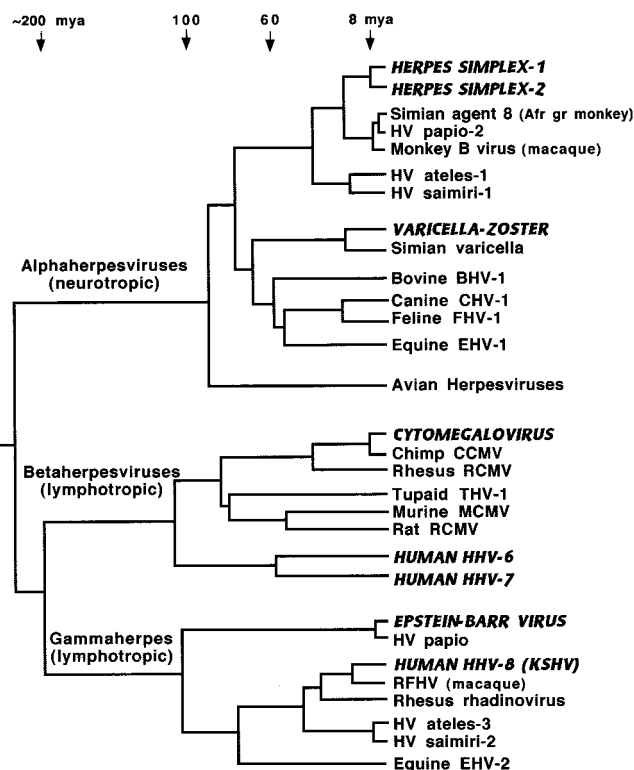 ~200 mya 100 60 8 mya
HERPES SIMPLEX-1
HERPES SIMPLEX-2
Simian agent 8 (Afr gr monkey)
HV papio-2
Monkey B virus (macaque)
HV ateles-1
HV saimiri-1
VARICELLA-ZOSTER
Simian varicella
Alphaherpesviruses
(neurotropic)
Bovine BHV-1
Canine CHV-1
Feline FHV-1
Equine EHV-1
Avian Herpesviruses
CYTOMEGALOVIRUS
Chimp CCMV
Rhesus RCMV
Betaherpesviruses
(lymphotropic)
Tupaid THV-1
Murine MCMV
Rat RCMV
HUMAN HHV-6
HUMAN HHV-7
EPSTEIN-BARR VIRUS
HV papio
Gammaherpes
(lymphotropic)
HUMAN HHV-8 (KSHV)
RFHV (macaque)
Rhesus rhadinovirus
HV ateles-3
HV saimiri-2
Equine EHV-2